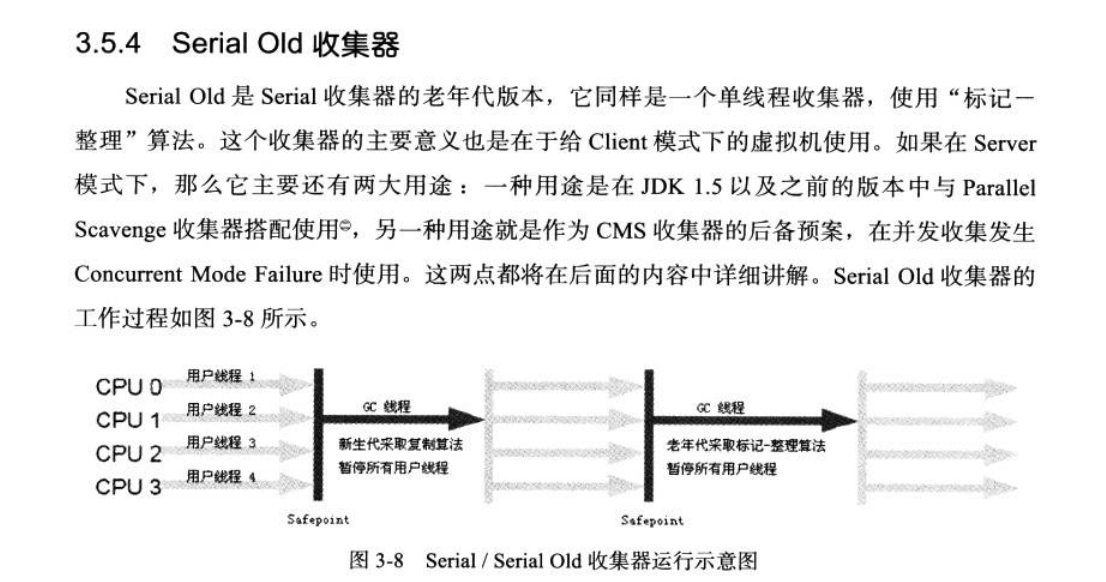 3.5.4 Serial Old 收集器
Serial Old 是 Serial 收集器的老年代版本，它同样是一个单线程收集器，使用“标记－
整理”算法。这个收集器的主要意义也是在于给 Client 模式下的虚拟机使用。如果在 Server
模式下，那么它主要还有两大用途：一种用途是在 JDK 1.5 以及之前的版本中与 Parallel
Scavenge 收集器搭配使用㊀，另一种用途就是作为 CMS 收集器的后备预案，在并发收集发生
Concurrent Mode Failure 时使用。这两点都将在后面的内容中详细讲解。Serial Old 收集器的
工作过程如图 3-8 所示。
CPU 0 用户线程 1
CPU 1 用户线程 2
CPU 2 用户线程 3
CPU 3 用户线程 4
GC 线程
新生代采取复制算法
暂停所有用户线程
Safepoint
GC 线程
老年代采取标记-整理算法
暂停所有用户线程
Safepoint
图 3-8 Serial / Serial Old 收集器运行示意图